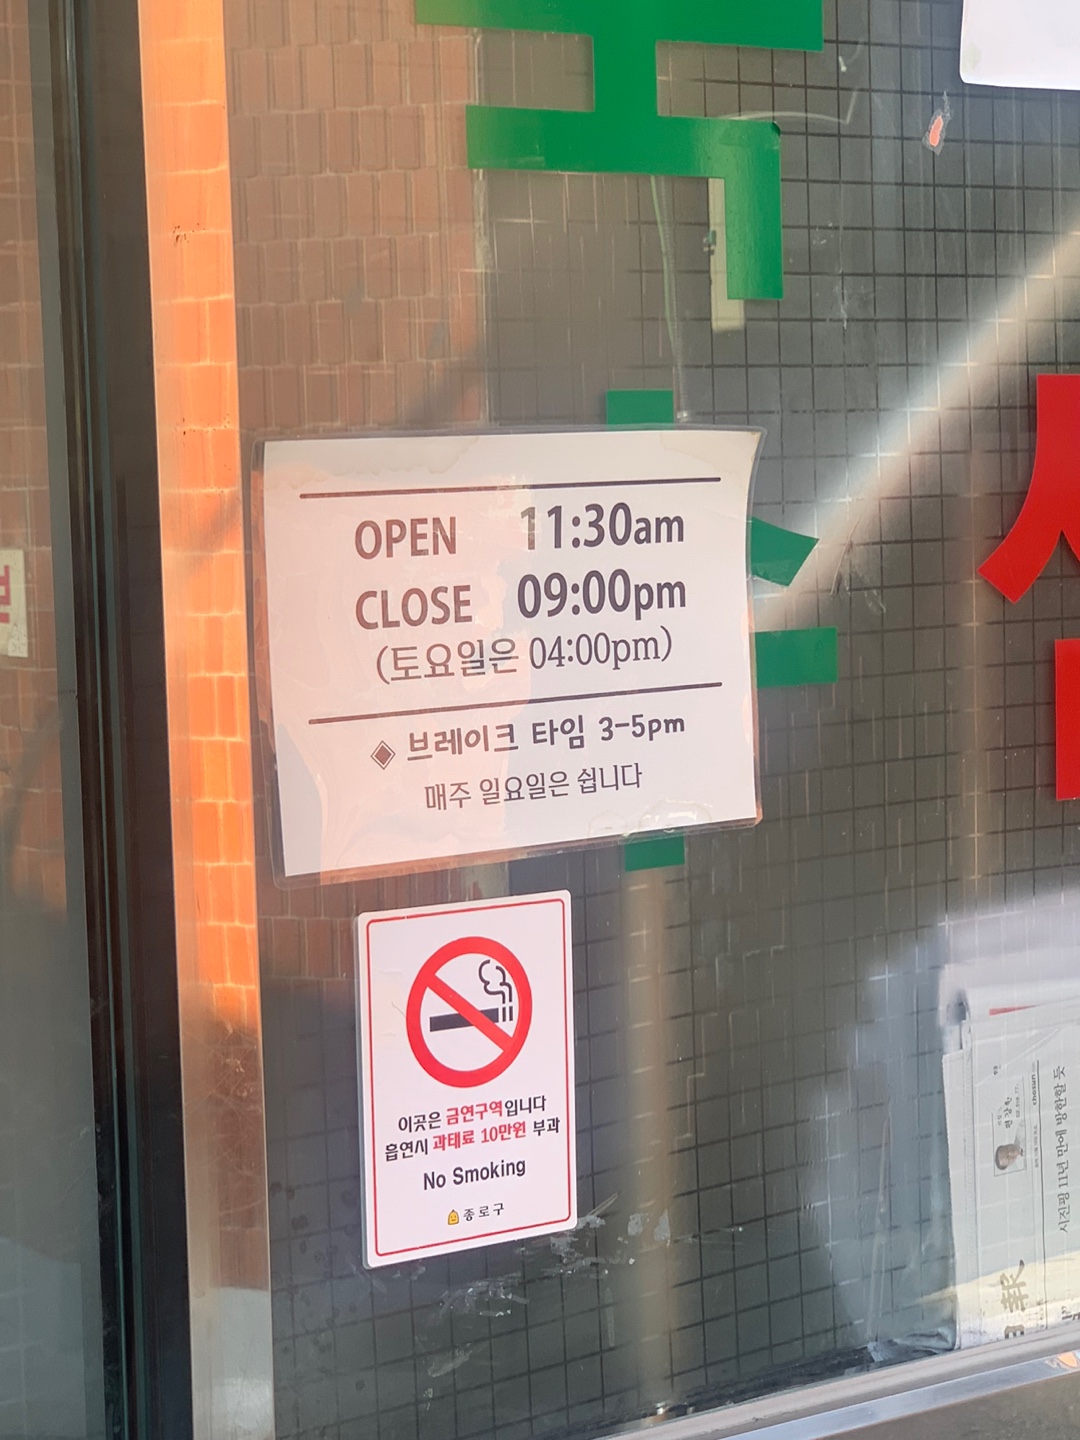 OPEN 11:30am
CLOSE 09:00pm
(토요일은 04:00pm)
◈ 브레이크 타임 3-5pm
매주 일요일은 쉽니다
이곳은 금연구역입니다
흡연시 과태료 10만원 부과
No Smoking
종로구
chosun